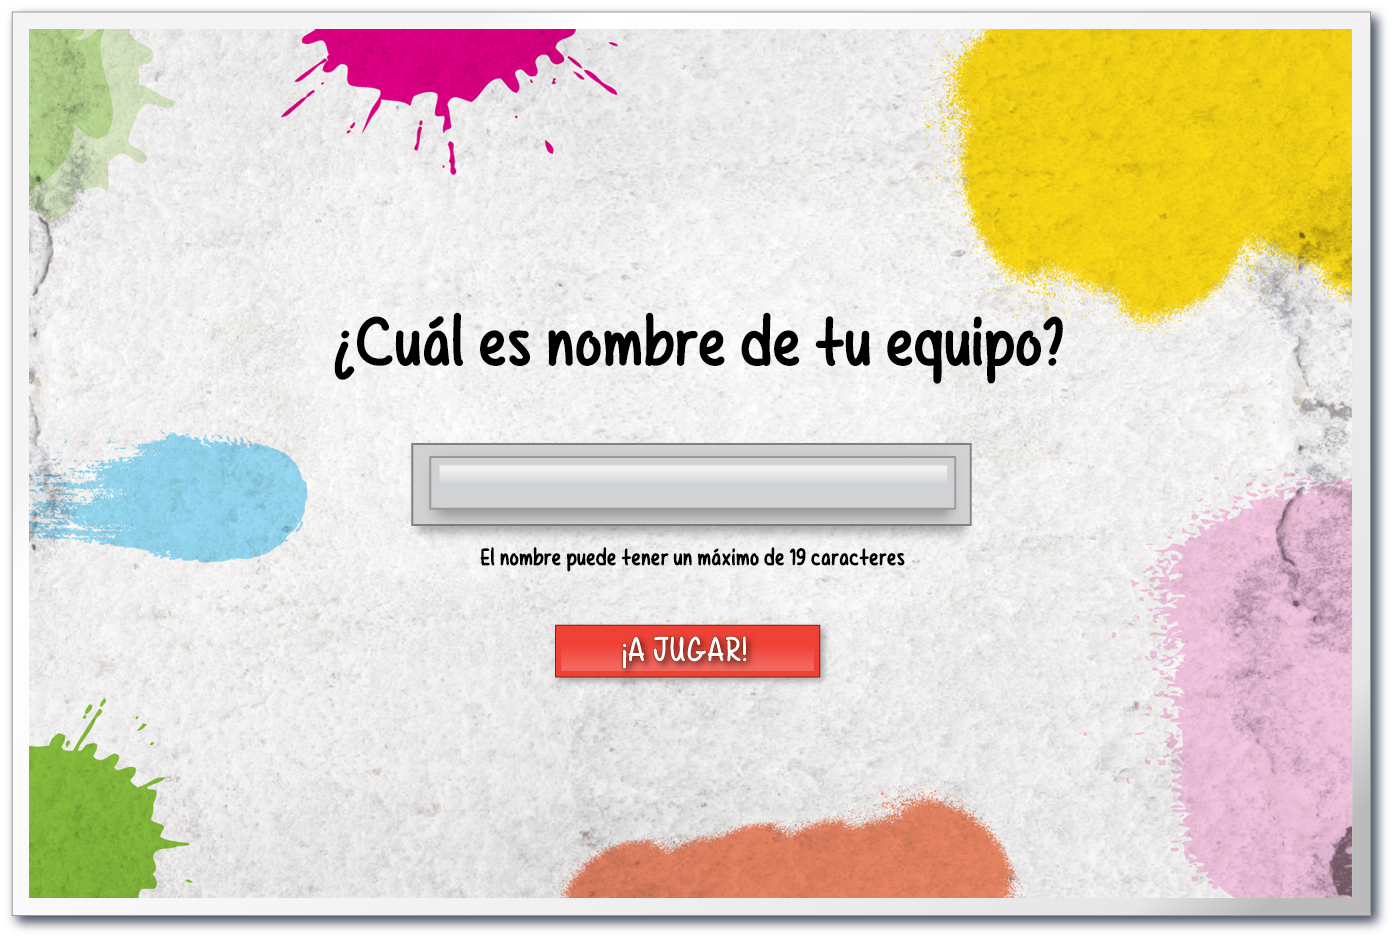 ¿Cuál es nombre de tu equipo?
El nombre puede tener un máximo de 19 caracteres
¡A JUGAR!